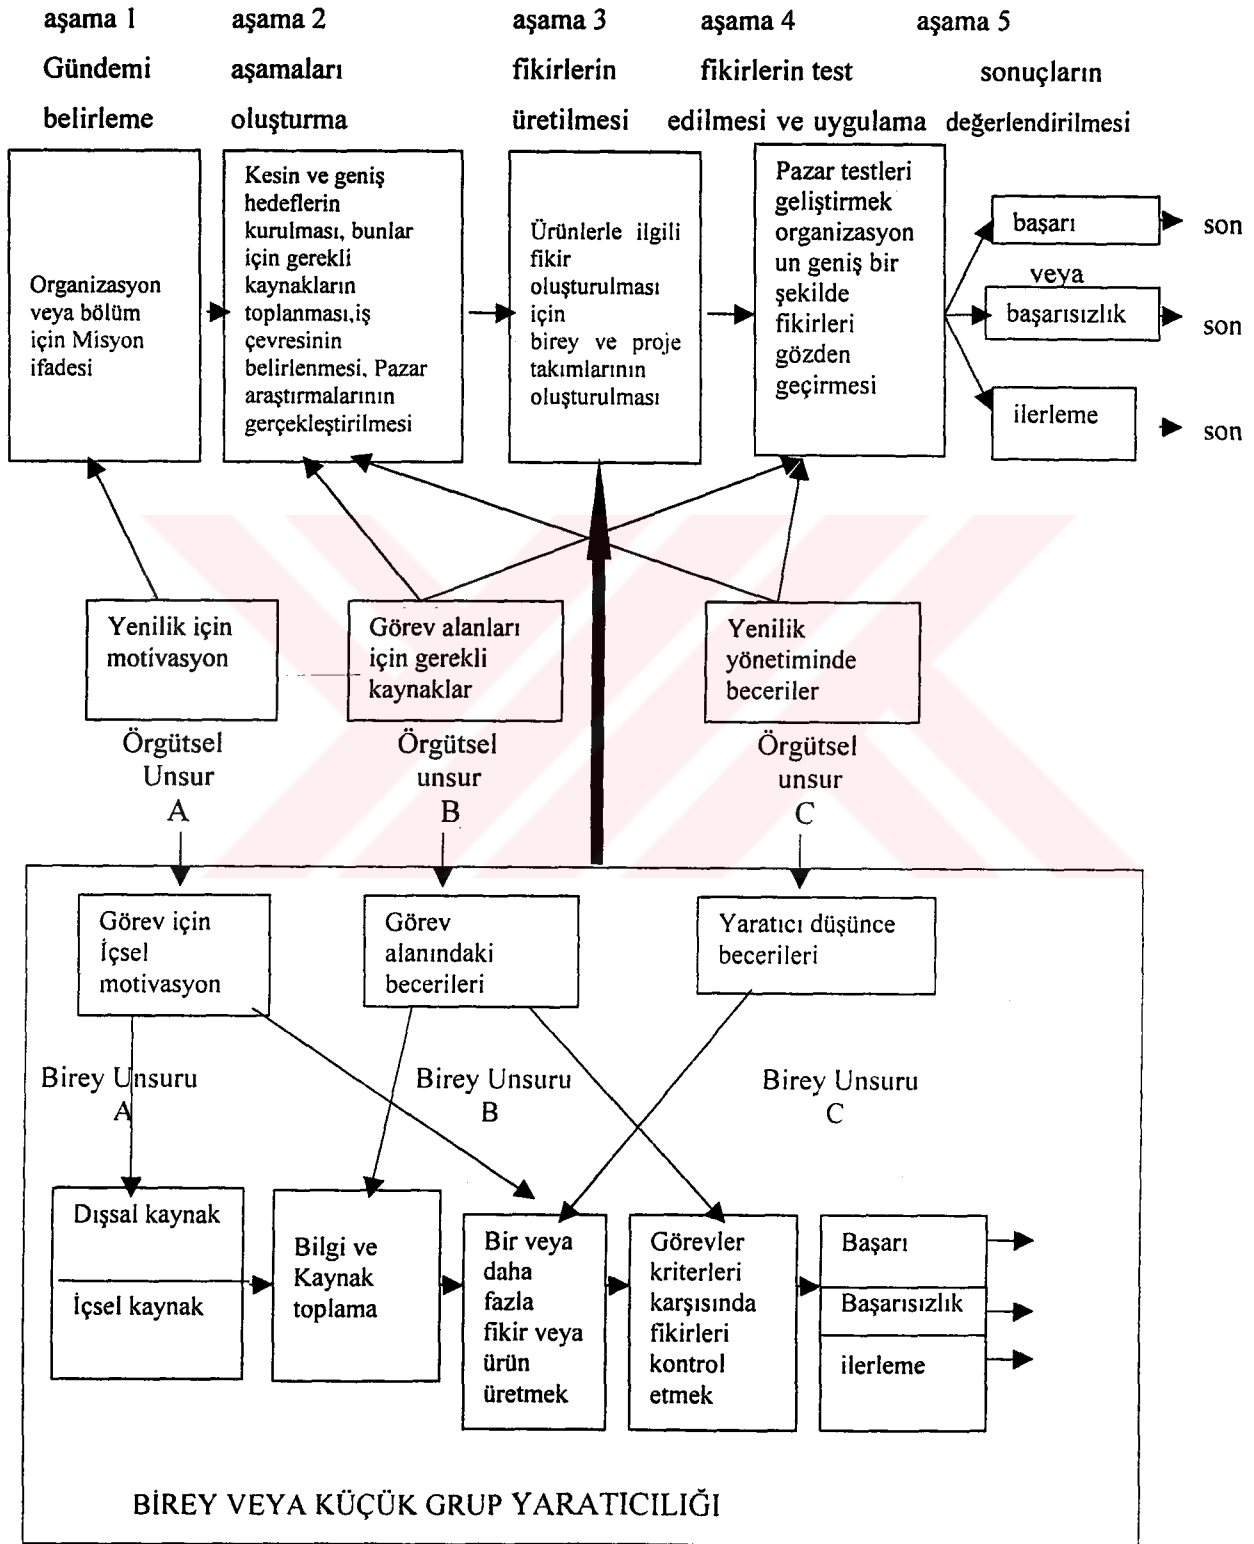 aşama 1
Gündemi
belirleme
aşama 2
aşamaları
oluşturma
aşama 3
fikirlerin
üretilmesi
aşama 4
fikirlerin test
edilmesi ve uygulama
aşama 5
sonuçların
değerlendirilmesi
Organizasyon
veya bölüm
için Misyon
ifadesi
Kesin ve geniş
hedeflerin
kurulması, bunlar
için gerekli
kaynakların
toplanması,iş
çevresinin
belirlenmesi, Pazar
araştırmalarının
gerçekleştirilmesi
Ürünlerle ilgili
fikir
oluşturulması
için
birey ve proje
takımlarının
oluşturulması
Pazar testleri
geliştirmek
organizasyon
un geniş bir
şekilde
fikirleri
gözden
geçirmesi
başarı
son
veya
başarısızlık
son
ilerleme
son
Yenilik için
motivasyon
Görev alanları
için gerekli
kaynaklar
Yenilik
yönetiminde
beceriler
Örgütsel
Unsur
A
Örgütsel
unsur
B
Örgütsel
unsur
C
Görev için
İçsel
motivasyon
Görev
alanındaki
becerileri
Yaratıcı düşünce
becerileri
Birey Unsuru
A
Birey Unsuru
B
Birey Unsuru
C
Dışsal kaynak
İçsel kaynak
Bilgi ve
Kaynak
toplama
Bir veya
daha
fazla
fikir veya
ürün
üretmek
Görevler
kriterleri
karşısında
fikirleri
kontrol
etmek
Başarı
Başarısızlık
ilerleme
BİREY VEYA KÜÇÜK GRUP YARATICILIĞI